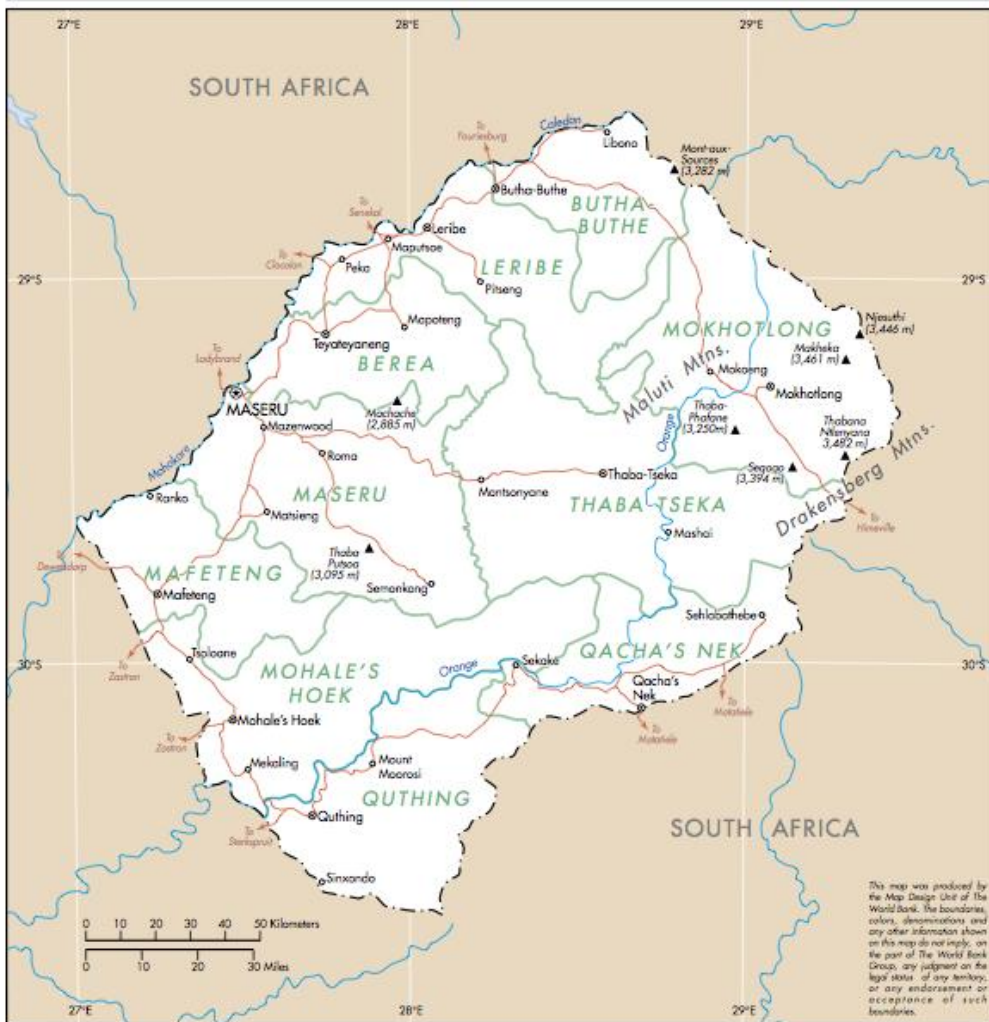 27°E
28°E
29°E
SOUTH AFRICA
Caledon
To
Fouriesburg
Libono
Mont-aux-
Sources
(3,282 m)
Butha-Buthe
BUTHA-
BUTHE
To
Senekal
Leribe
Maputsoe
To
Clocolan
Peka
LERIBE
29°S
29°S
Pitseng
Mapoteng
MOKHOTLONG
Njesuthi
(3,446 m)
Teyateyaneng
Makheka
(3,461 m)
BEREA
To
Ladybrand
Maluti Mtns.
Mokoeng
Mokhotlong
MASERU
Machache
(2,885 m)
Thaba-
Phafane
(3,250m)
Thabana
Ntlenyana
3,482 m)
Mazenwood
Orange
Mohokare
Roma
Segogo
(3,394 m)
Drakensberg Mtns.
Mantsonyane
Thaba-Tseka
Ranko
MASERU
THABA TSEKA
Matsieng
To
Himeville
Mashai
Thaba
Putsoa
(3,095 m)
To
Dewetsdorp
MAFETENG
Semonkong
Mafeteng
Sehlabathebe
To
Zastron
Tsoloane
30°S
30°S
MOHALE'S
HOEK
Orange
Sekake
QACHA'S NEK
Qacha's
Nek
Mohale's Hoek
To
Zastron
To
Matatiele
To
Matatiele
Mekaling
Mount
Moorosi
QUTHING
Quthing
To
Sterkspruit
SOUTH AFRICA
Sinxondo
This map was produced by
the Map Design Unit of The
World Bank. The boundaries,
colors, denominations and
any other information shown
on this map do not imply, on
the part of The World Bank
Group, any judgment on the
legal status of any territory,
or any endorsement or
acceptance of such
boundaries.
0 10 20 30 40 50 Kilometers
0 10 20 30 Miles
27°E
28°E
29°E